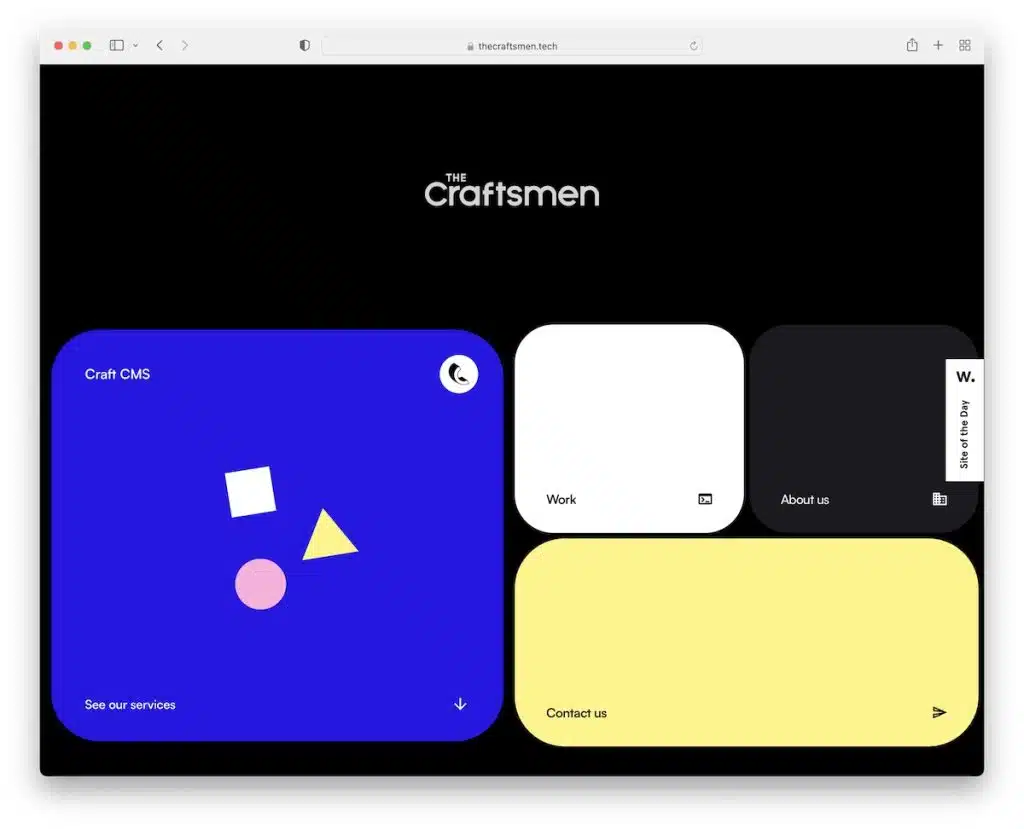 thecraftsmen.tech
THE
Craftsmen
Craft CMS
See our services
Work
About us
W.
Site of the Day
Contact us